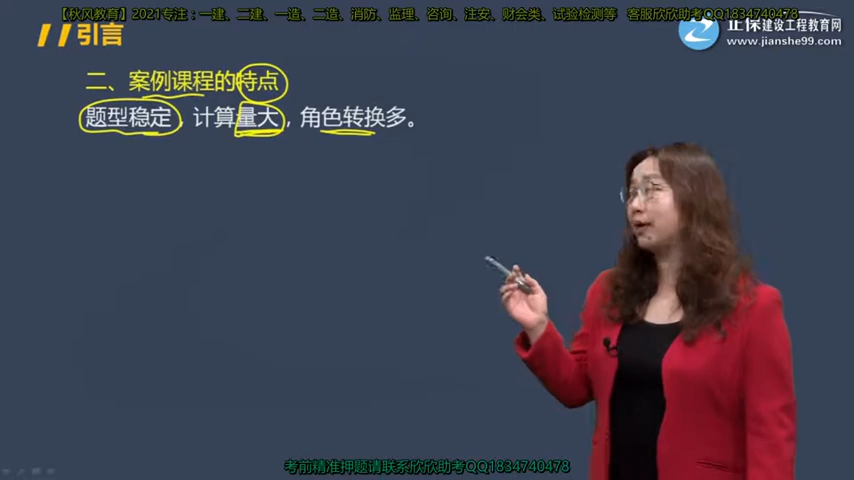 【秋风教育】2021专注：一建、二建、一造、二造、消防、监理、咨询、注安、财会类、试验检测等 客服欣欣助考QQ1834740478
引言
正保建设工程教育网
www.jianshe99.com
二、案例课程的特点
题型稳定，计算量大，角色转换多。
考前精准押题请联系欣欣助考QQ1834740478